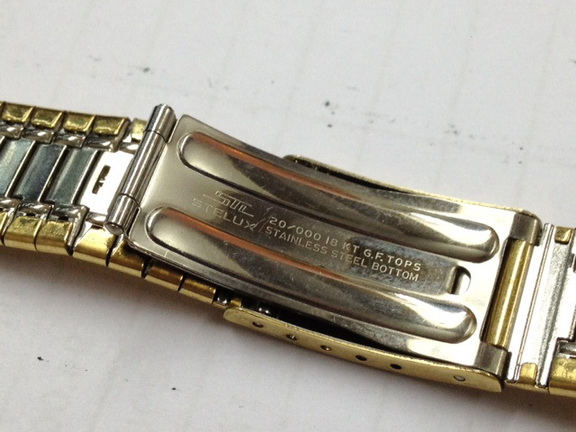 STELUX
20/000 18 KT G.F. TOPS
STAINLESS STEEL BOTTOM